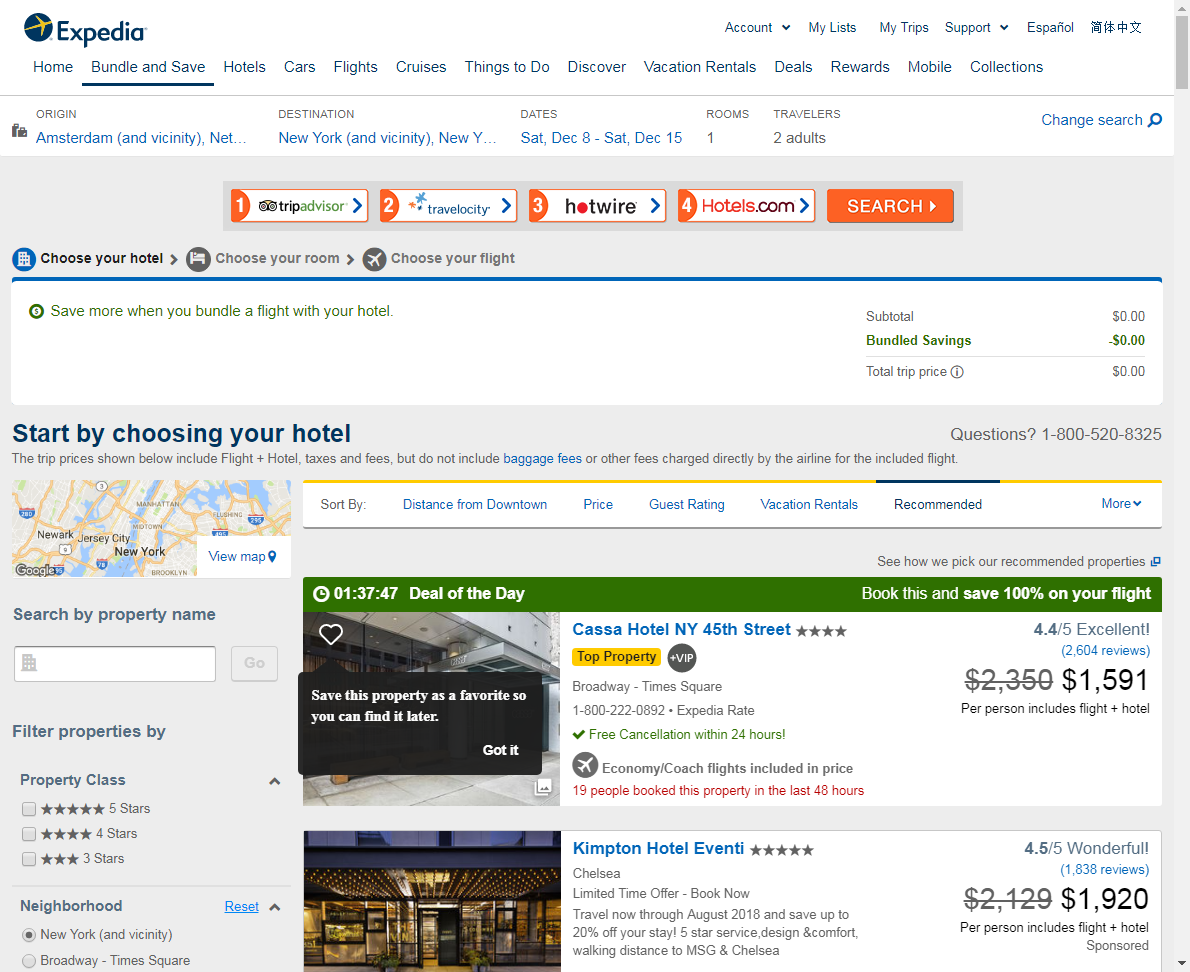 Expedia
Account My Lists My Trips Support Español 简体中文
Home Bundle and Save Hotels Cars Flights Cruises Things to Do Discover Vacation Rentals Deals Rewards Mobile Collections
ORIGIN DESTINATION DATES ROOMS TRAVELERS
Amsterdam (and vicinity), Net... New York (and vicinity), New Y... Sat, Dec 8 - Sat, Dec 15 1 2 adults
Change search
1 tripadvisor 2 travelocity 3 hotwire 4 Hotels.com SEARCH
Choose your hotel Choose your room Choose your flight
Save more when you bundle a flight with your hotel.
Subtotal $0.00
Bundled Savings -$0.00
Total trip price $0.00
Start by choosing your hotel
Questions? 1-800-520-8325
The trip prices shown below include Flight + Hotel, taxes and fees, but do not include baggage fees or other fees charged directly by the airline for the included flight.
3
MANHATTAN
280
FLUSHING
295
MIDTOWN
495
Newark
Jersey City
9
New York
View map
Google
95
78
BROOKLYN
Sort By: Distance from Downtown Price Guest Rating Vacation Rentals Recommended More
See how we pick our recommended properties
Search by property name
Go
Filter properties by
Property Class
5 Stars
4 Stars
3 Stars
Neighborhood Reset
New York (and vicinity)
Broadway - Times Square
01:37:47 Deal of the Day Book this and save 100% on your flight
Save this property as a favorite so
you can find it later.
Got it
Cassa Hotel NY 45th Street
Top Property +VIP
Broadway - Times Square
1-800-222-0892 • Expedia Rate
Free Cancellation within 24 hours!
Economy/Coach flights included in price
19 people booked this property in the last 48 hours
4.4/5 Excellent!
(2,604 reviews)
$2,350 $1,591
Per person includes flight + hotel
Kimpton Hotel Eventi
Chelsea
Limited Time Offer - Book Now
Travel now through August 2018 and save up to
20% off your stay! 5 star service,design &comfort,
walking distance to MSG & Chelsea
4.5/5 Wonderful!
(1,838 reviews)
$2,129 $1,920
Per person includes flight + hotel
Sponsored